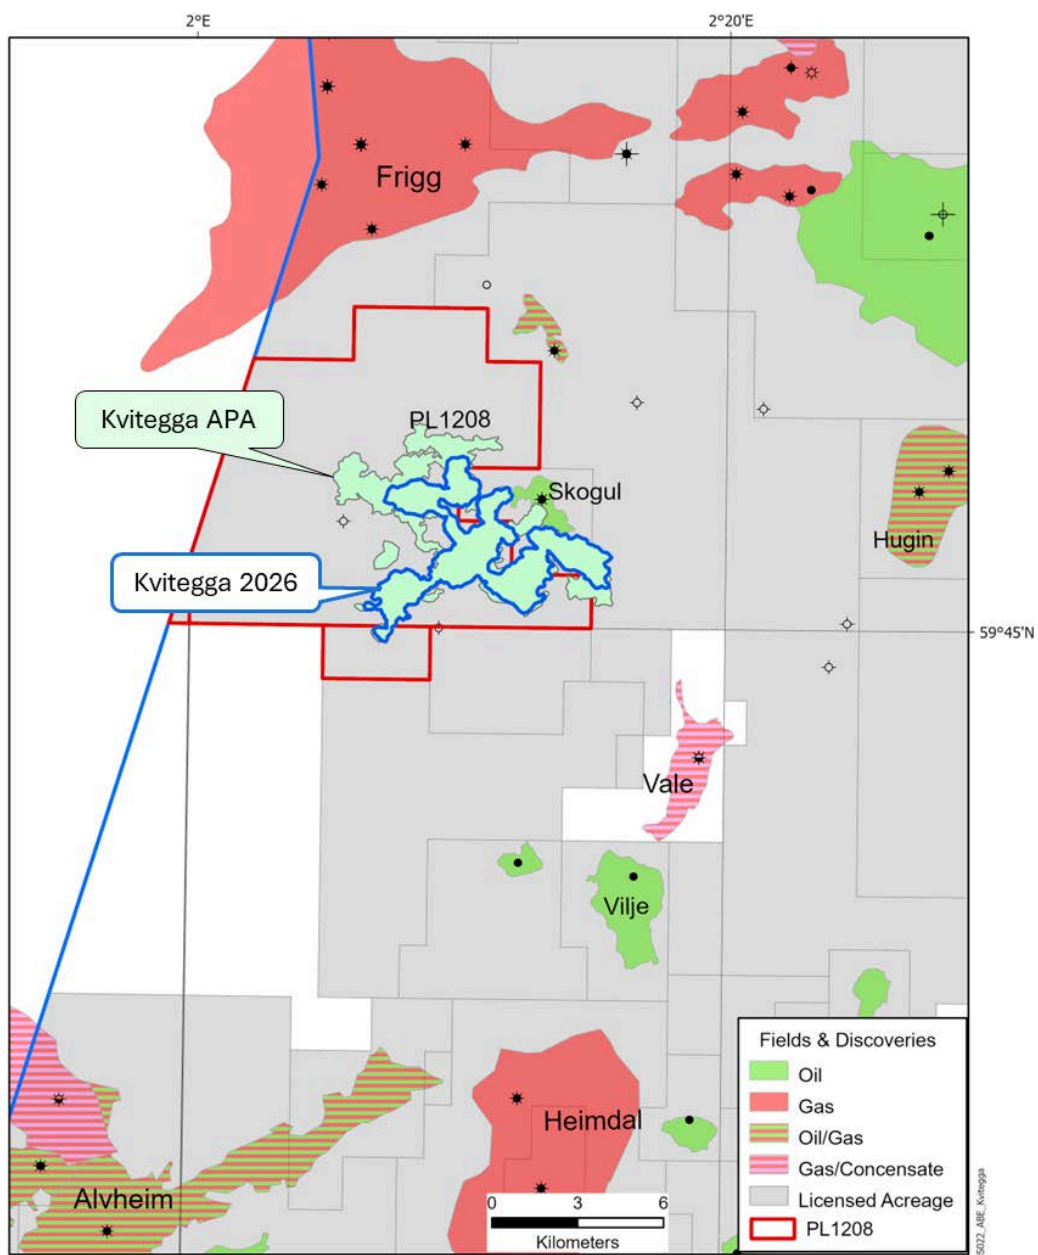 2°E
2°20'E
Frigg
Kvitegga APA
PL1208
Skogul
Hugin
Kvitegga 2026
59°45'N
Vale
Vilje
Heimdal
Alvheim
Fields & Discoveries
Oil
Gas
Oil/Gas
Gas/Concensate
Licensed Acreage
PL1208
0 3 6
Kilometers
S022_ABE_Kvitegga